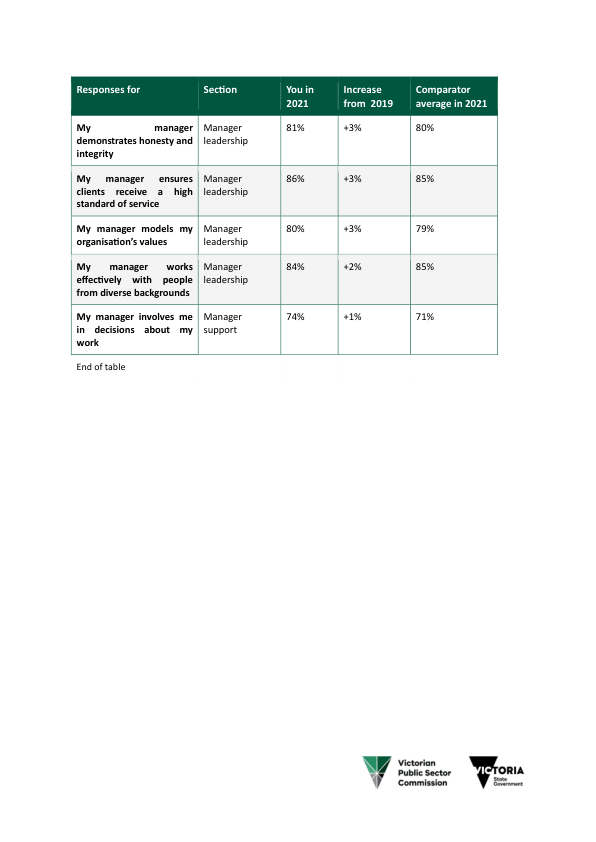 Responses for Section You in Increase Comparator
2021 from 2019 average in 2021
My manager Manager 81% +3% 80%
demonstrates honesty and leadership
integrity
My manager ensures Manager 86% +3% 85%
clients receive a high leadership
standard of service
My manager models my Manager 80% +3% 79%
organisation's values leadership
My manager works Manager 84% +2% 85%
effectively with people leadership
from diverse backgrounds
My manager involves me Manager 74% +1% 71%
in decisions about my support
work
End of table
Victorian
Public Sector
Commission
VICTORIA
State
Government